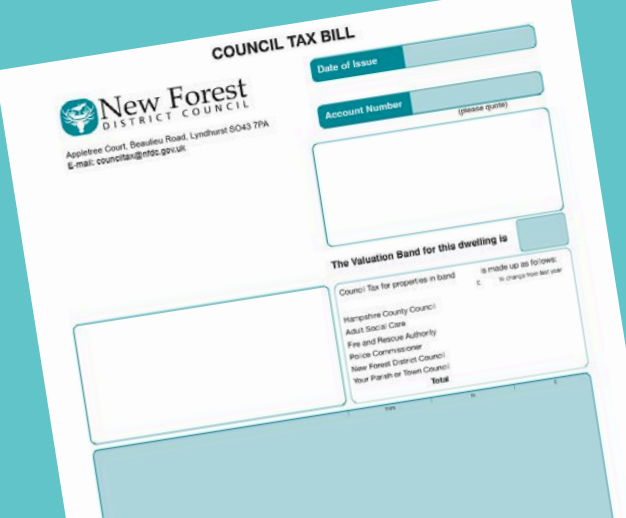 COUNCIL TAX BILL
Date of Issue
New Forest
DISTRICT COUNCIL
Account Number
(please quote)
Appletree Court, Beaulieu Road, Lyndhurst SO43 7PA
E-mail: counciltax@nfdc.gov.uk
The Valuation Band for this dwelling is
Council Tax for properties in band is made up as follows:
£ % change from last year
Hampshire County Council
Adult Social Care
Fire and Rescue Authority
Police Commissioner
New Forest District Council
Your Parish or Town Council
Total